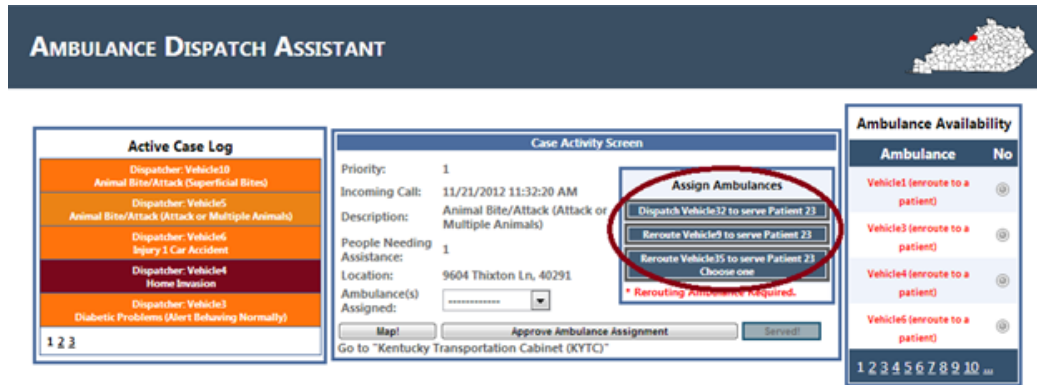 AMBULANCE DISPATCH ASSISTANT
Active Case Log
Dispatcher: Vehicle10
Animal Bite/Attack (Superficial Bites)
Dispatcher: Vehicle5
Animal Bite/Attack (Attack or Multiple Animals)
Dispatcher: Vehicle6
Injury 1 Car Accident
Dispatcher: Vehicle4
Home Invasion
Dispatcher: Vehicle3
Diabetic Problems (Alert Behaving Normally)
1 2 3
Case Activity Screen
Priority: 1
Incoming Call: 11/21/2012 11:32:20 AM
Description: Animal Bite/Attack (Attack or
Multiple Animals)
People Needing
Assistance: 1
Location: 9604 Thixton Ln, 40291
Ambulance(s)
Assigned: ------------
Map! Approve Ambulance Assignment Served!
Go to "Kentucky Transportation Cabinet (KYTC)"
Assign Ambulances
Dispatch Vehicle32 to serve Patient 23
Reroute Vehicle9 to serve Patient 23
Reroute Vehicle35 to serve Patient 23
Choose one
* Rerouting Ambulance Required.
Ambulance Availability
Ambulance No
Vehicle1 (enroute to a
patient)
Vehicle3 (enroute to a
patient)
Vehicle4 (enroute to a
patient)
Vehicle6 (enroute to a
patient)
1 2 3 4 5 6 7 8 9 10 ...